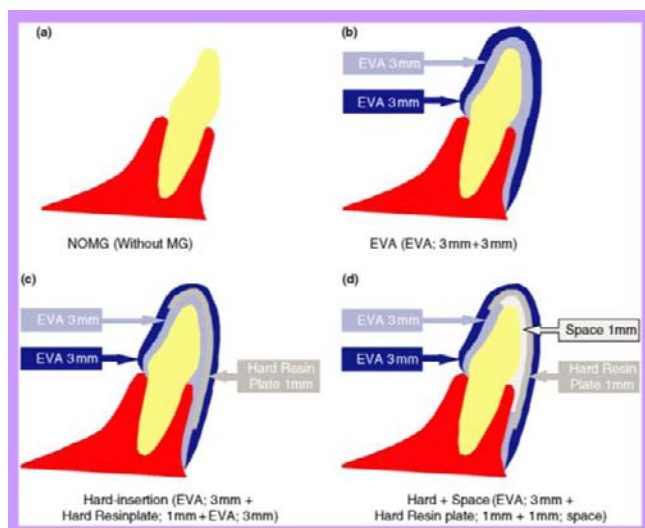 (a)
NOMG (Without MG)
(b)
EVA 3mm
EVA 3mm
EVA (EVA; 3mm+3mm)
(c)
EVA 3mm
EVA 3mm
Hard Resin
Plate 1mm
Hard-insertion (EVA; 3mm +
Hard Resinplate; 1mm+EVA; 3mm)
(d)
EVA 3mm
Space 1mm
EVA 3mm
Hard Resin
Plate 1mm
Hard + Space (EVA; 3mm +
Hard Resin plate; 1mm + 1mm; space)